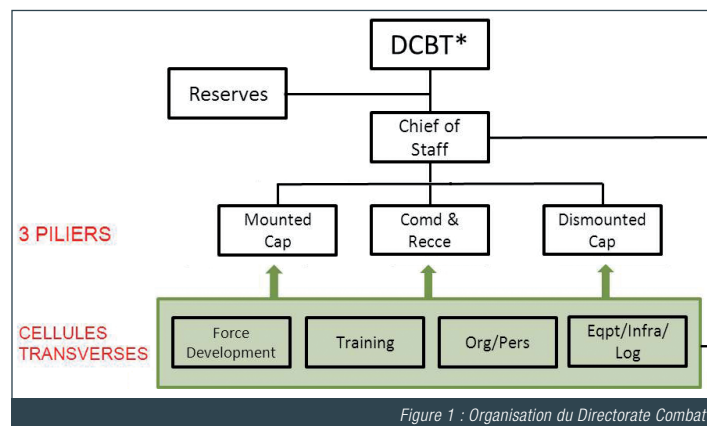 DCBT*
Reserves
Chief of
Staff
3 PILIERS
Mounted
Cap
Comd &
Recce
Dismounted
Cap
CELLULES
TRANSVERSES
Force
Development
Training
Org/Pers
Eqpt/Infra/
Log
Figure 1 : Organisation du Directorate Combat